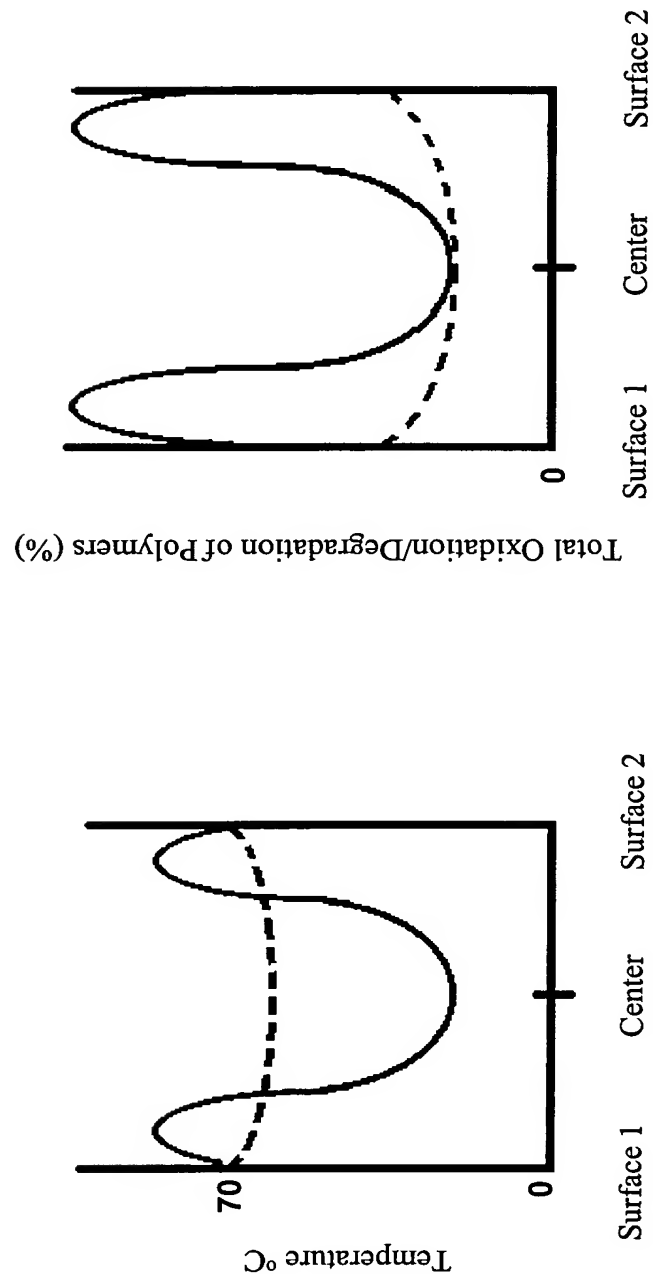 Total Oxidation/Degradation of Polymers (%)
0
Surface 1
Center
Surface 2
Temperature °C
70
0
Surface 1
Center
Surface 2